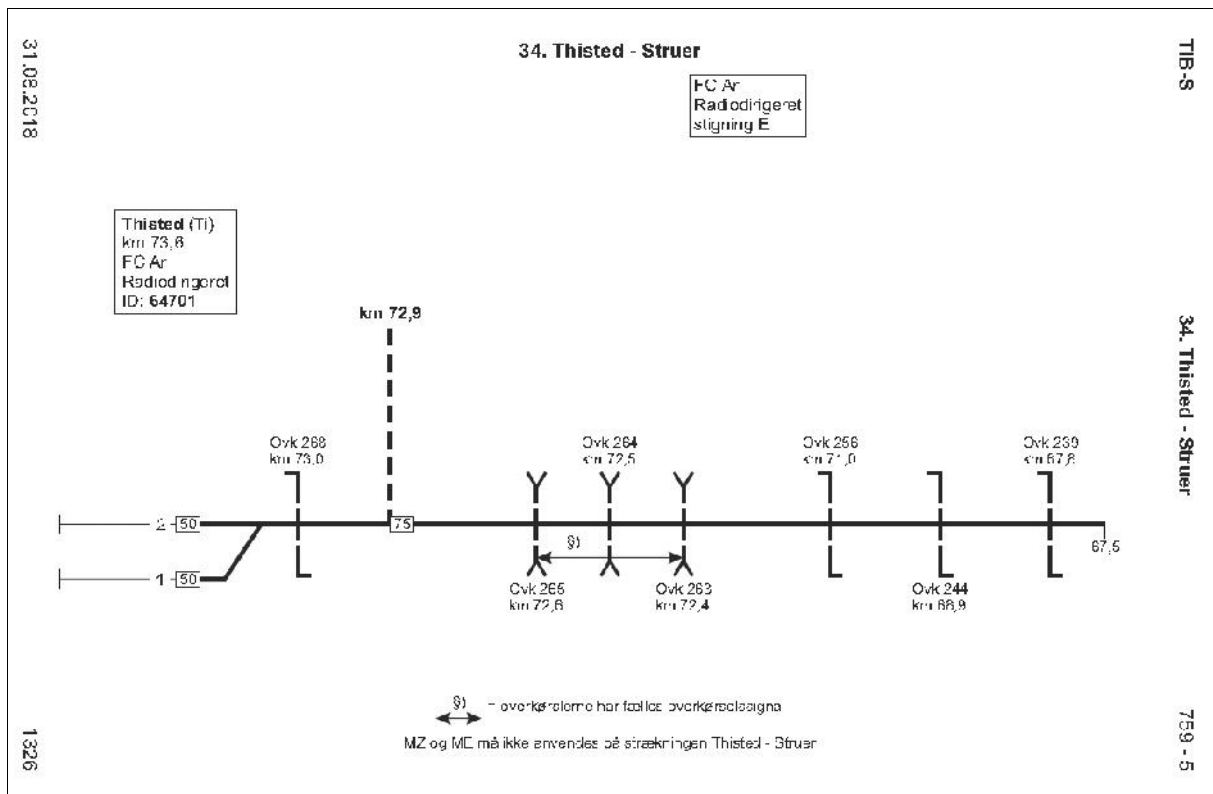 34. Thisted - Struer
TIB-S
31.08.2018
FC Ar
Radiodirigeret
stigning E
Thisted (Ti)
km 73,6
FC Ar
Radiodirigeret
ID: 64701
km 72,9
34. Thisted - Struer
Ovk 268
km 73,0
Ovk 264
km 72,5
Ovk 256
km 71,0
Ovk 239
km 67,8
2 50
75
§)
67,5
1 50
Ovk 265
km 72,6
Ovk 263
km 72,4
Ovk 244
km 68,9
§) = overkørslerne har fælles overkørselssignal
MZ og ME må ikke anvendes på strækningen Thisted - Struer
1326
759 - 5